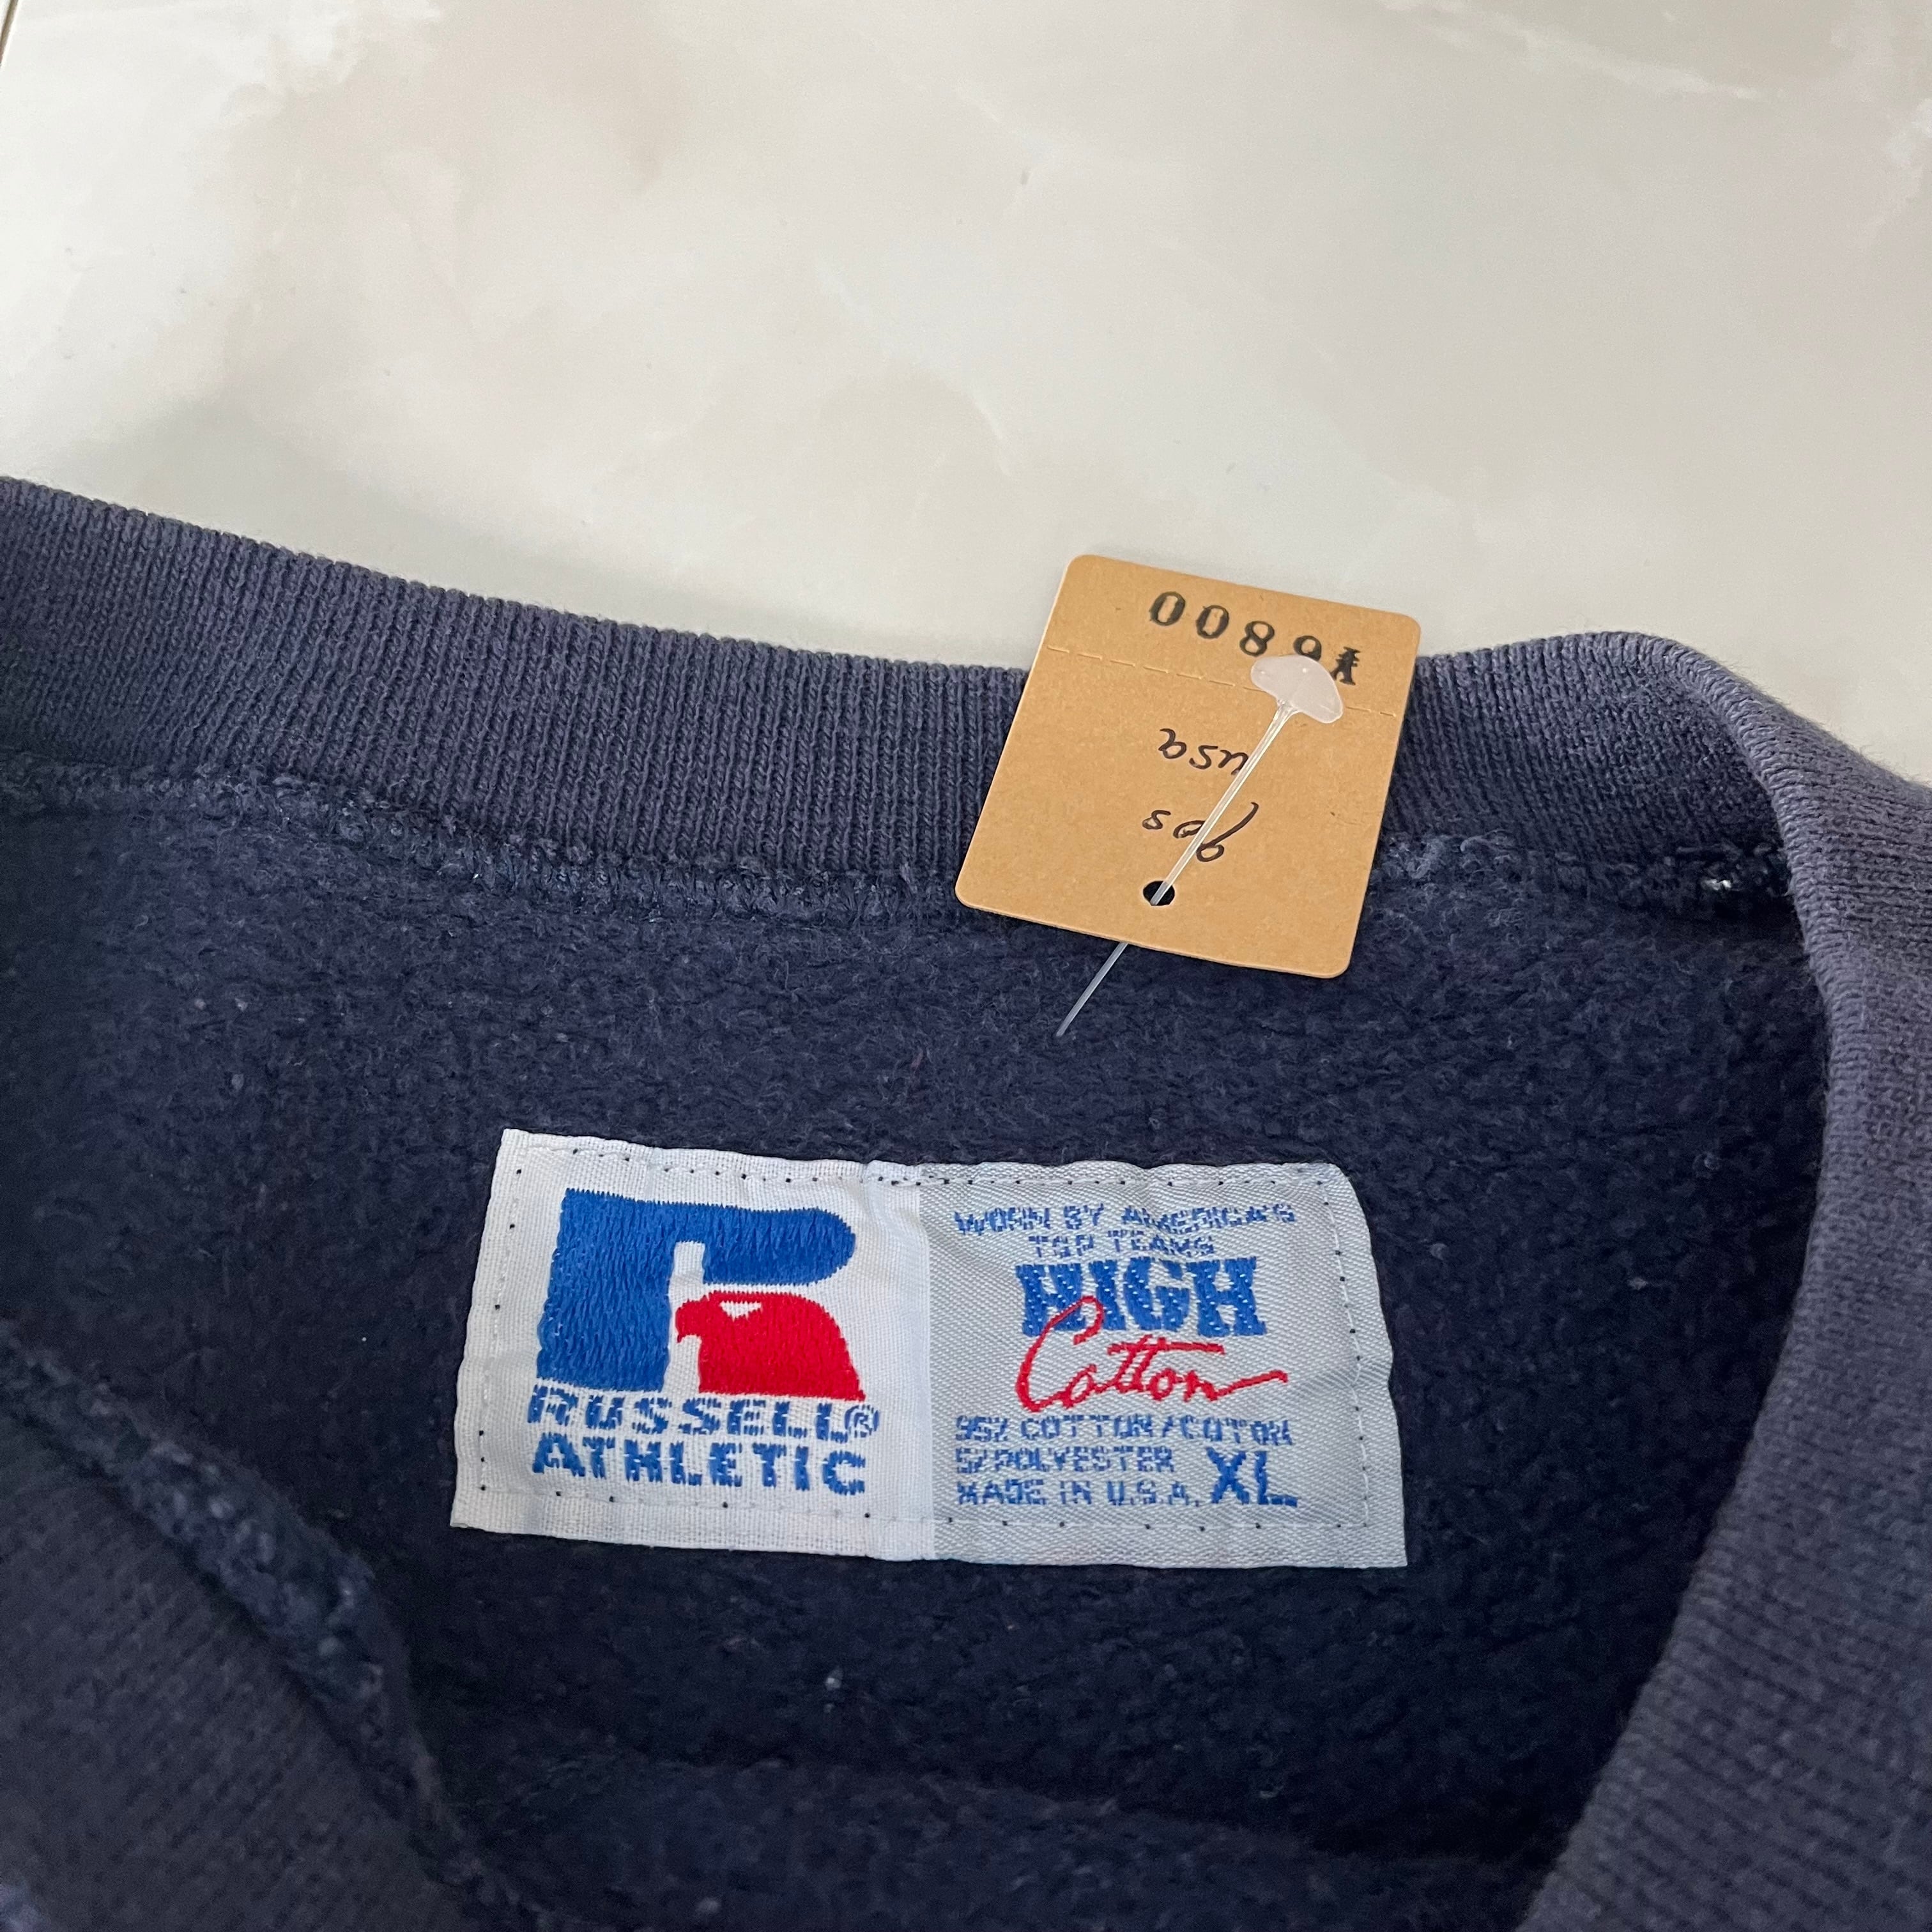 90s
usa
¥6800
RUSSELL®
ATHLETIC
WORN BY AMERICA'S
TOP TEAMS
HIGH
Cotton
95% COTTON/COTON
5% POLYESTER
MADE IN U.S.A. XL